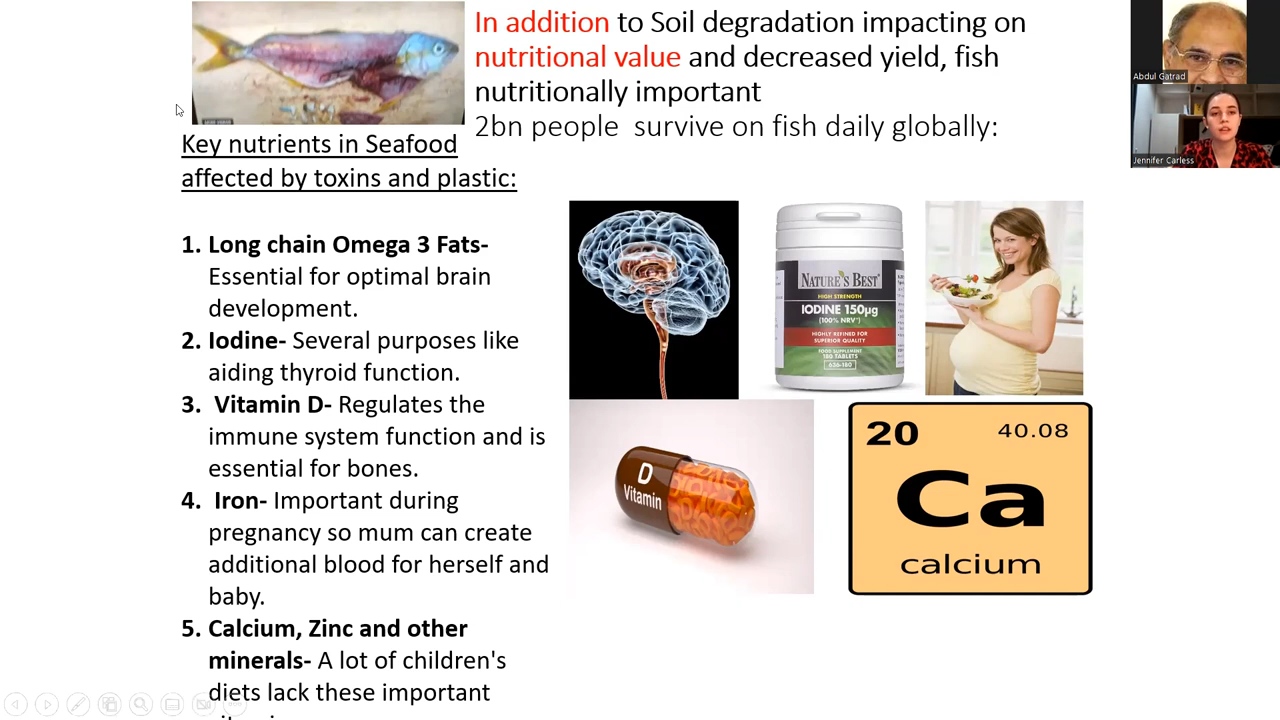 In addition to Soil degradation impacting on
nutritional value and decreased yield, fish
nutritionally important
2bn people survive on fish daily globally:
Key nutrients in Seafood
affected by toxins and plastic:
1. Long chain Omega 3 Fats-
Essential for optimal brain
development.
2. Iodine- Several purposes like
aiding thyroid function.
3. Vitamin D- Regulates the
immune system function and is
essential for bones.
4. Iron- Important during
pregnancy so mum can create
additional blood for herself and
baby.
5. Calcium, Zinc and other
minerals- A lot of children's
diets lack these important
NATURE'S BEST
HIGH STRENGTH
IODINE 150µg
(100% NRV*)
HIGHLY REFINED FOR
SUPERIOR QUALITY
FOOD SUPPLEMENT
180 TABLETS
D
Vitamin
20
40.08
Ca
calcium
Abdul Gatrad
Jennifer Carless